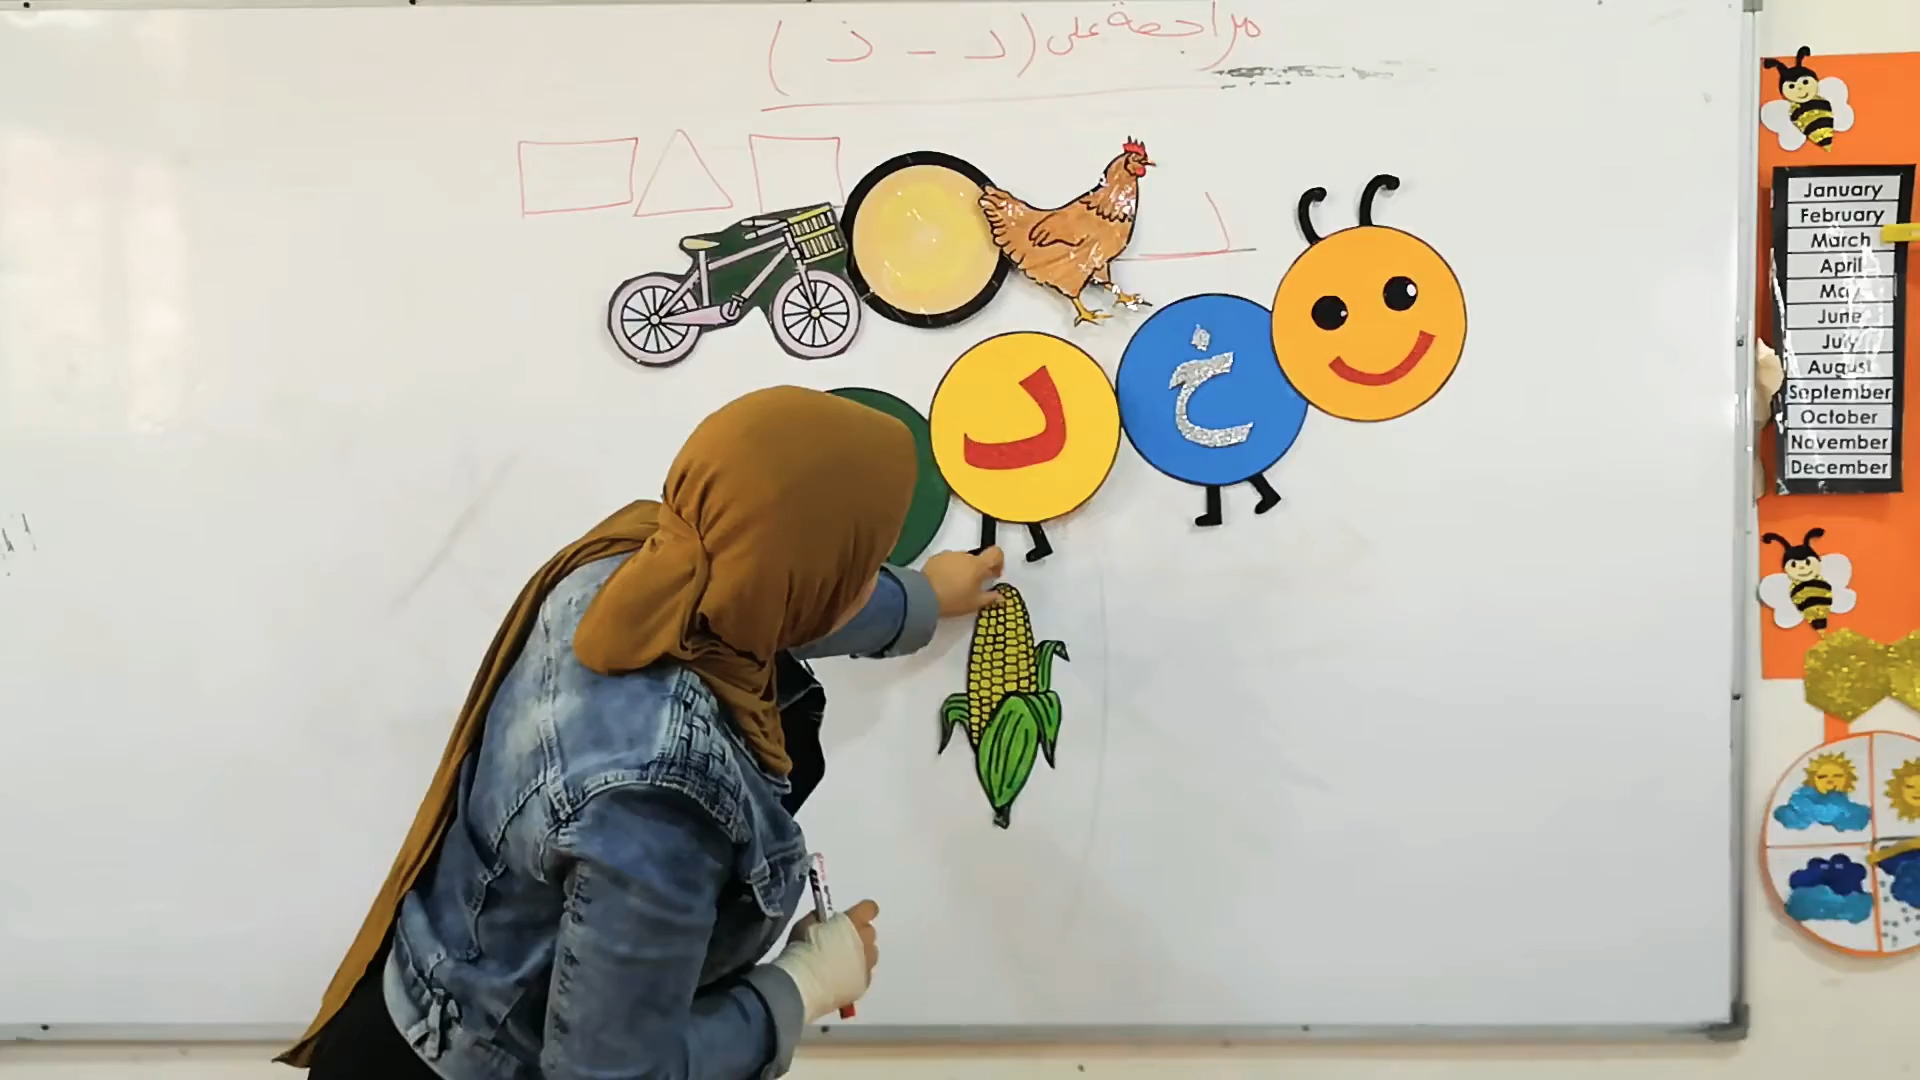 مراجعة على (د - ذ)
د
خ
د
January
February
March
April
May
June
July
August
September
October
November
December